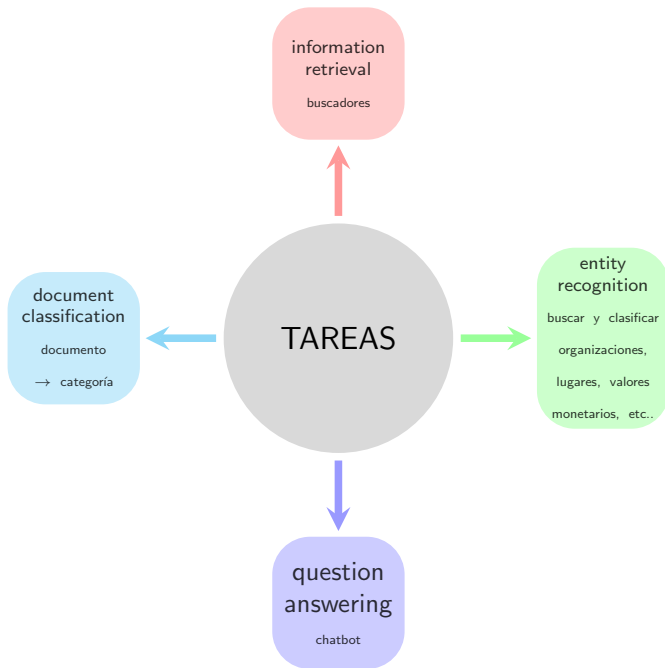 information
retrieval
buscadores
document
classification
documento
→ categoría
TAREAS
entity
recognition
buscar y clasificar
organizaciones,
lugares, valores
monetarios, etc..
question
answering
chatbot